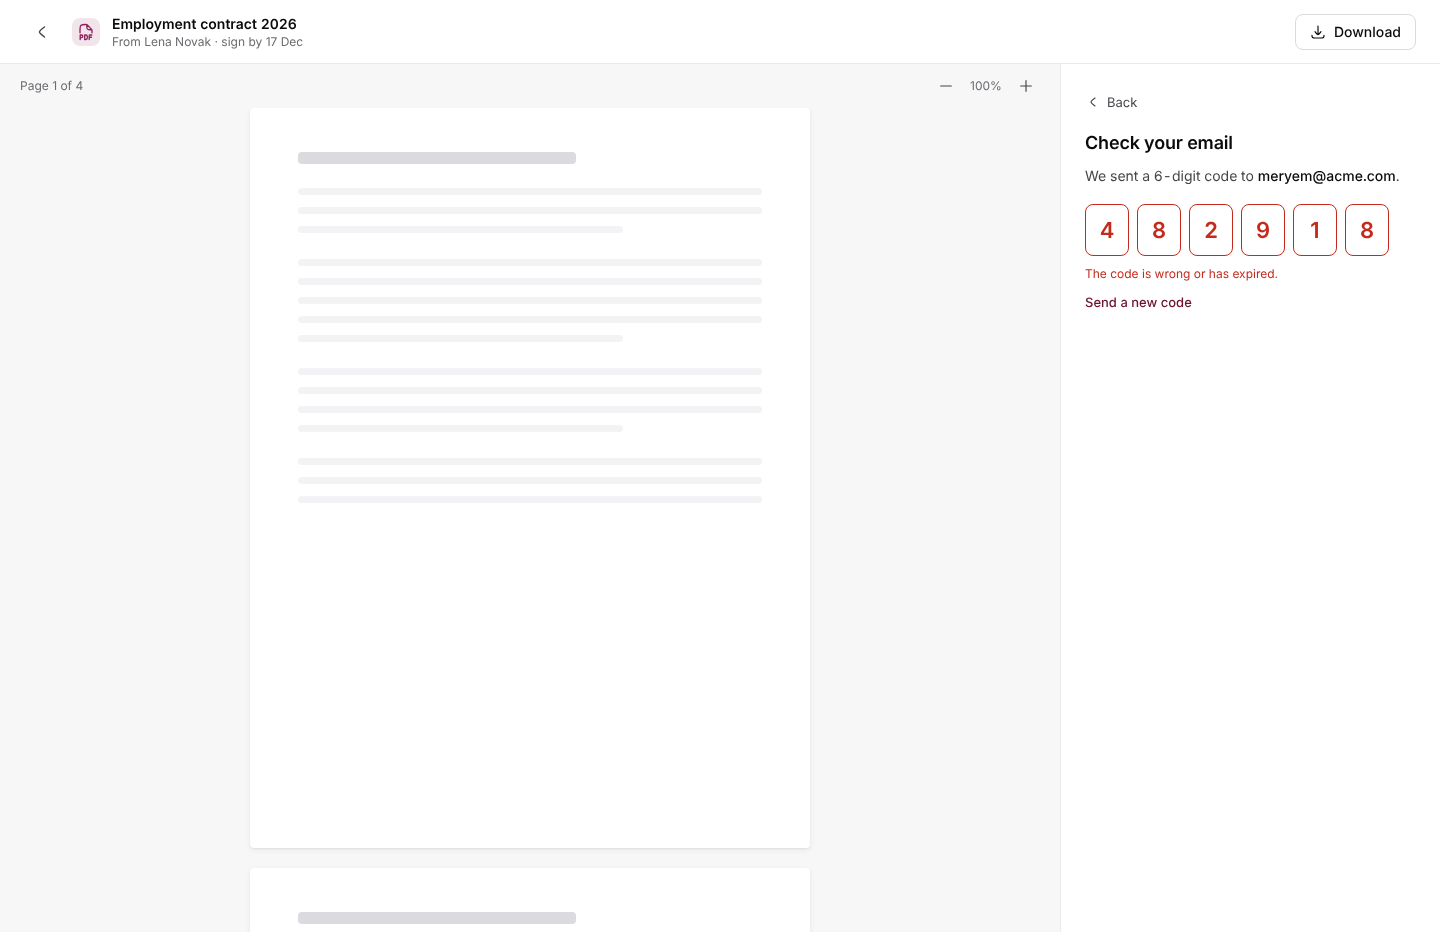 Employment contract 2026
From Lena Novak · sign by 17 Dec
PDF
Download
Page 1 of 4
100%
Back
Check your email
We sent a 6-digit code to meryem@acme.com.
4 8 2 9 1 8
The code is wrong or has expired.
Send a new code